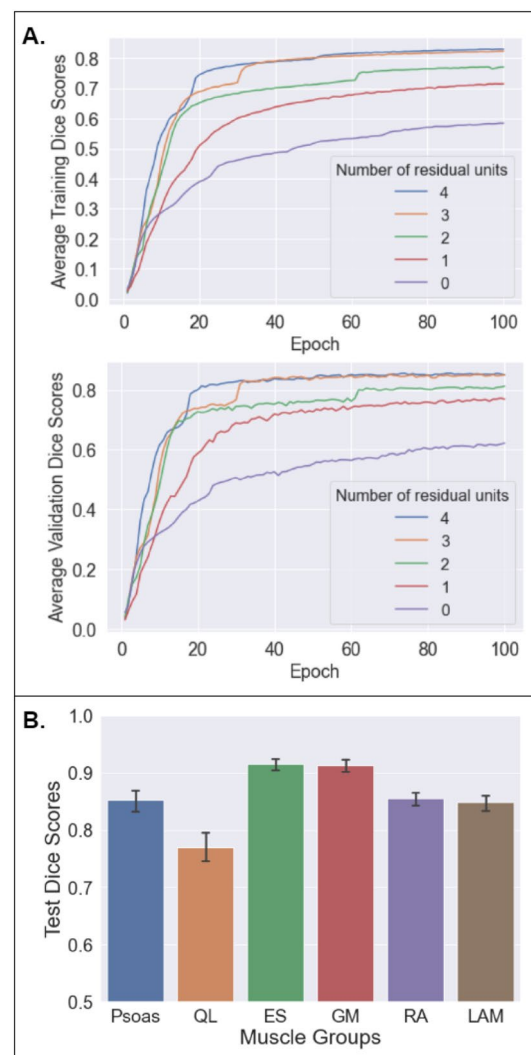 A.
Average Training Dice Scores
0.8
0.7
0.6
0.5
0.4
0.3
0.2
0.1
0.0
Number of residual units
4
3
2
1
0
0 20 40 60 80 100
Epoch
Average Validation Dice Scores
0.8
0.6
0.4
0.2
0.0
Number of residual units
4
3
2
1
0
0 20 40 60 80 100
Epoch
B.
Test Dice Scores
1.0
0.9
0.8
0.7
0.6
0.5
Psoas QL ES GM RA LAM
Muscle Groups